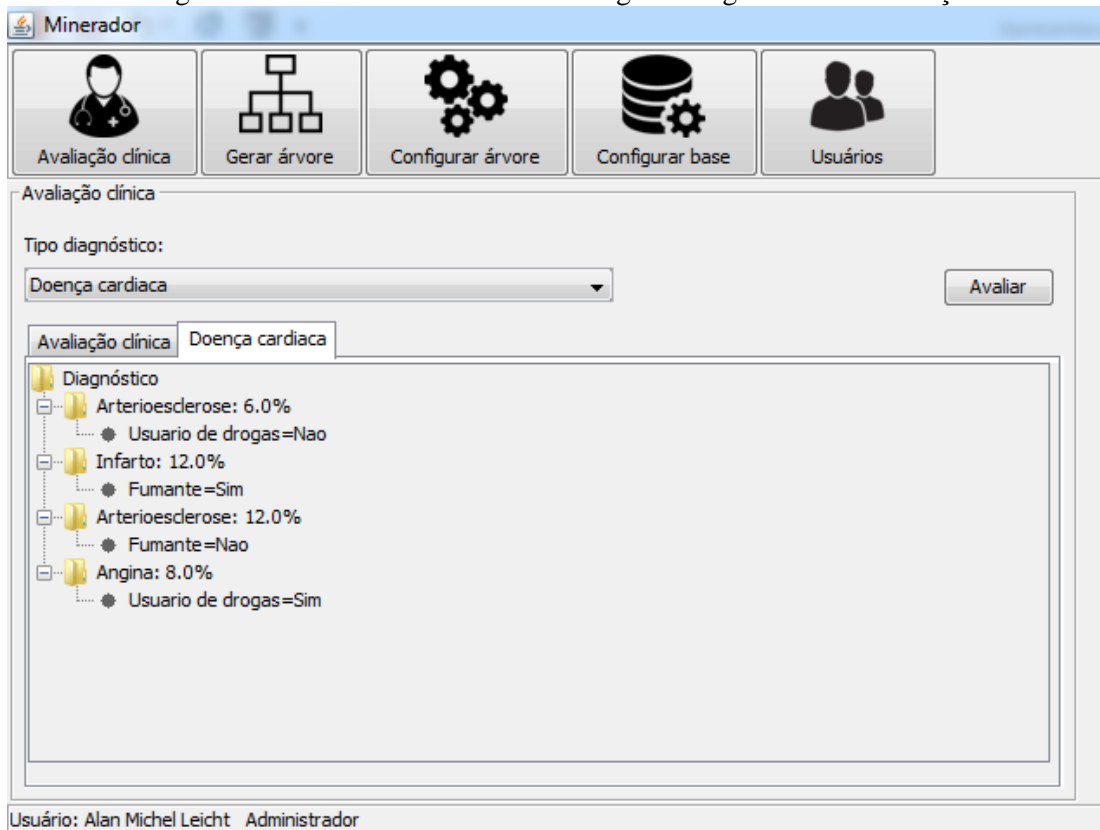 Minerador
Avaliação clínica Gerar árvore Configurar árvore Configurar base Usuários
Avaliação clínica
Tipo diagnóstico:
Doença cardiaca Avaliar
Avaliação clínica Doença cardiaca
Diagnóstico
Arterioesclerose: 6.0%
Usuario de drogas=Nao
Infarto: 12.0%
Fumante=Sim
Arterioesclerose: 12.0%
Fumante=Nao
Angina: 8.0%
Usuario de drogas=Sim
Usuário: Alan Michel Leicht Administrador